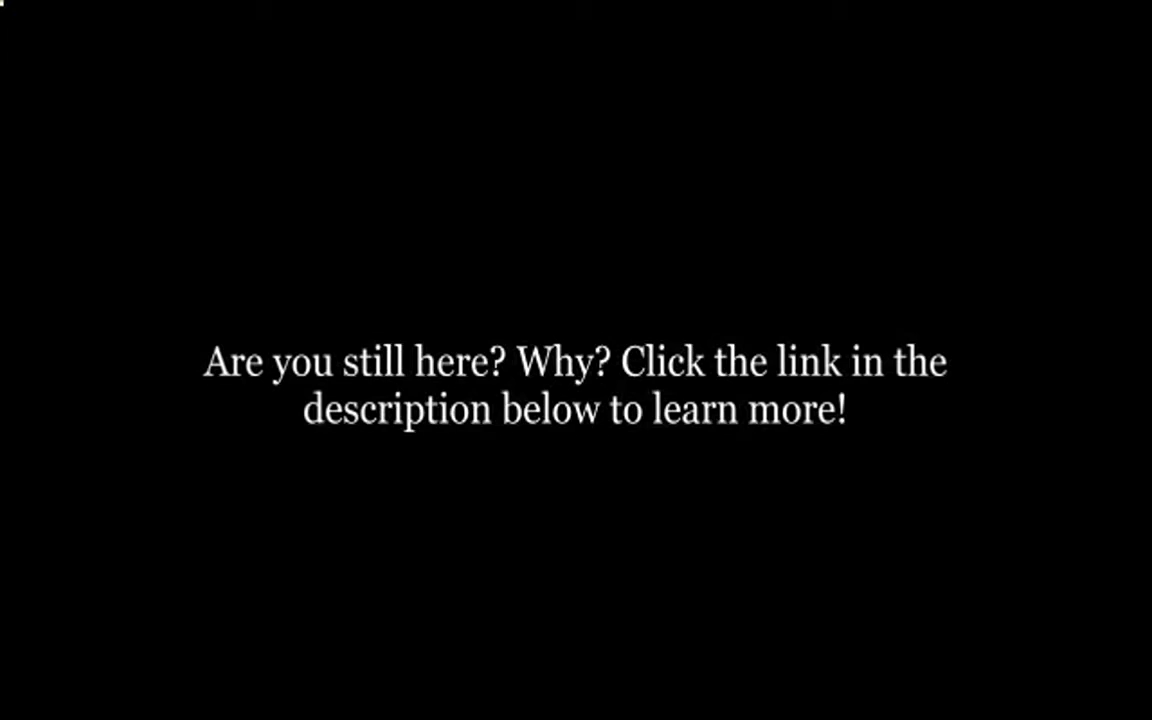 Are you still here? Why? Click the link in the
description below to learn more!